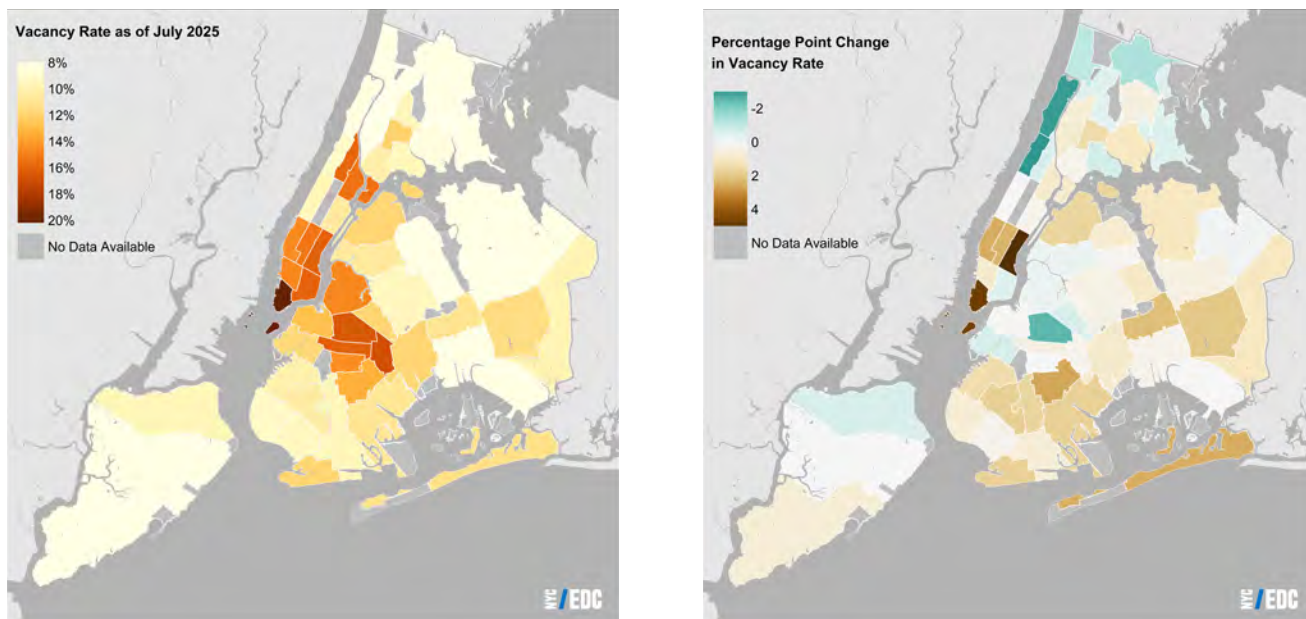 Vacancy Rate as of July 2025
8%
10%
12%
14%
16%
18%
20%
No Data Available
NYC
EDC
Percentage Point Change
in Vacancy Rate
-2
0
2
4
No Data Available
NYC
EDC